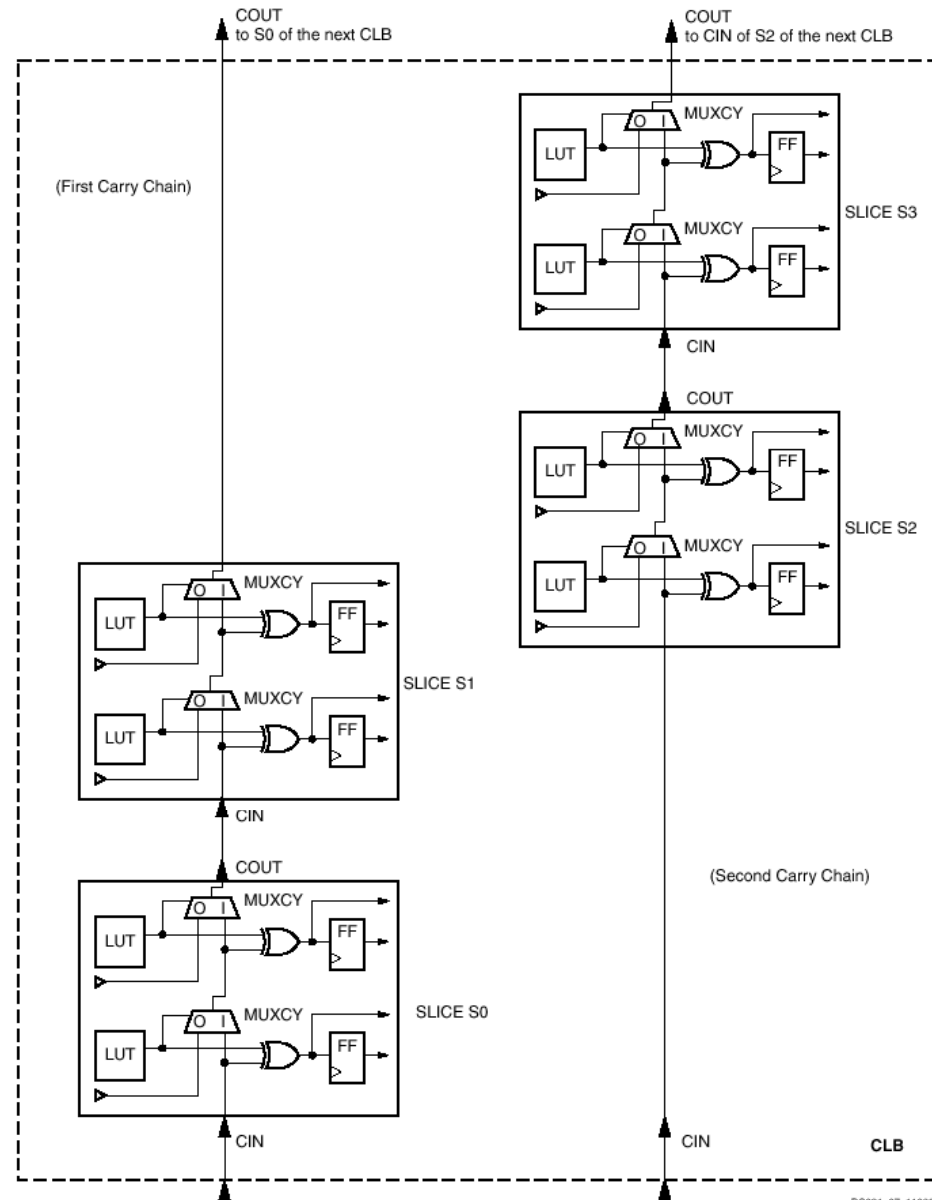 COUT
to S0 of the next CLB
COUT
to CIN of S2 of the next CLB
(First Carry Chain)
O I MUXCY
LUT
FF
SLICE S3
O I MUXCY
LUT
FF
CIN
COUT
O I MUXCY
LUT
FF
SLICE S2
O I MUXCY
LUT
FF
O I MUXCY
LUT
FF
SLICE S1
O I MUXCY
LUT
FF
CIN
COUT
(Second Carry Chain)
O I MUXCY
LUT
FF
SLICE S0
O I MUXCY
LUT
FF
CIN
CIN
CLB